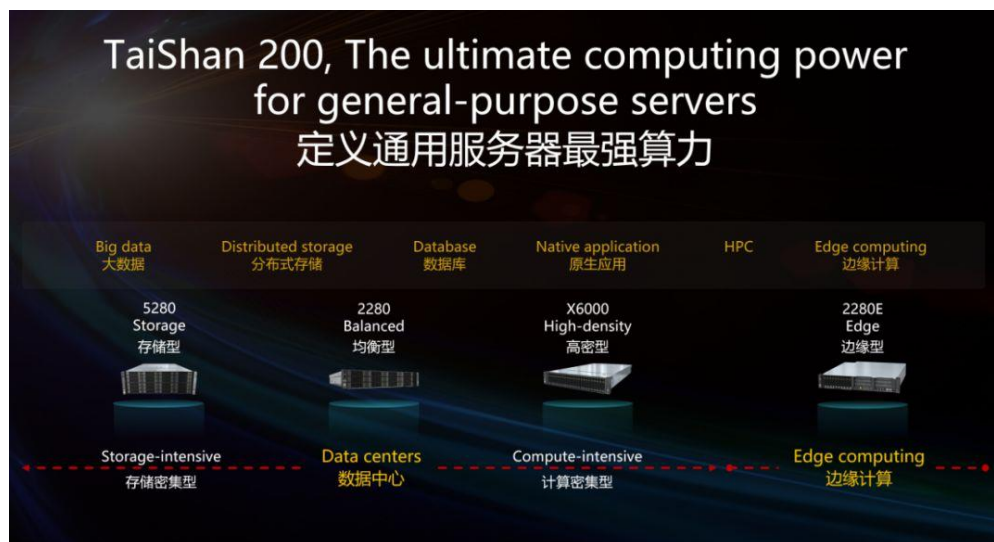 TaiShan 200, The ultimate computing power
for general-purpose servers
定义通用服务器最强算力
Big data
大数据
Distributed storage
分布式存储
Database
数据库
Native application
原生应用
HPC
Edge computing
边缘计算
5280
Storage
存储型
2280
Balanced
均衡型
X6000
High-density
高密型
2280E
Edge
边缘型
Storage-intensive
存储密集型
Data centers
数据中心
Compute-intensive
计算密集型
Edge computing
边缘计算